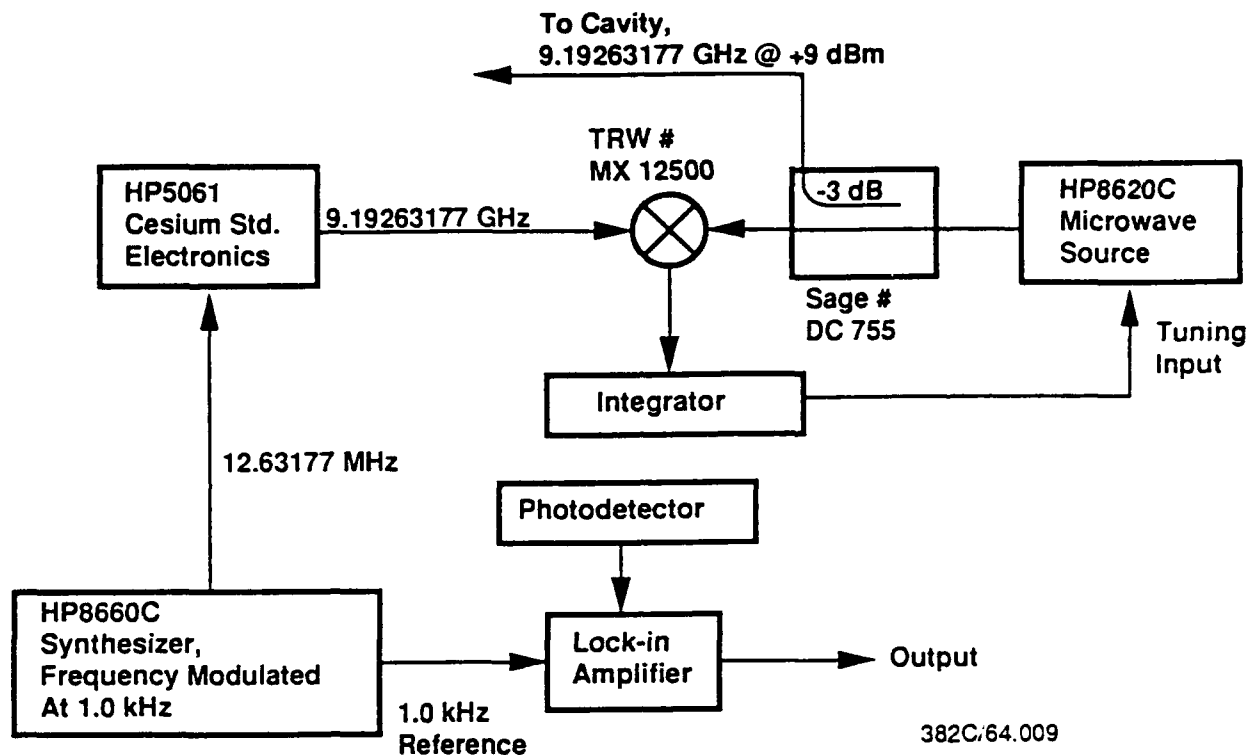 To Cavity,
9.19263177 GHz @ +9 dBm
TRW #
MX 12500
HP5061
Cesium Std.
Electronics
9.19263177 GHz
-3 dB
HP8620C
Microwave
Source
Sage #
DC 755
Tuning
Input
Integrator
12.63177 MHz
Photodetector
HP8660C
Synthesizer,
Frequency Modulated
At 1.0 kHz
Lock-in
Amplifier
Output
1.0 kHz
Reference
382C/64.009